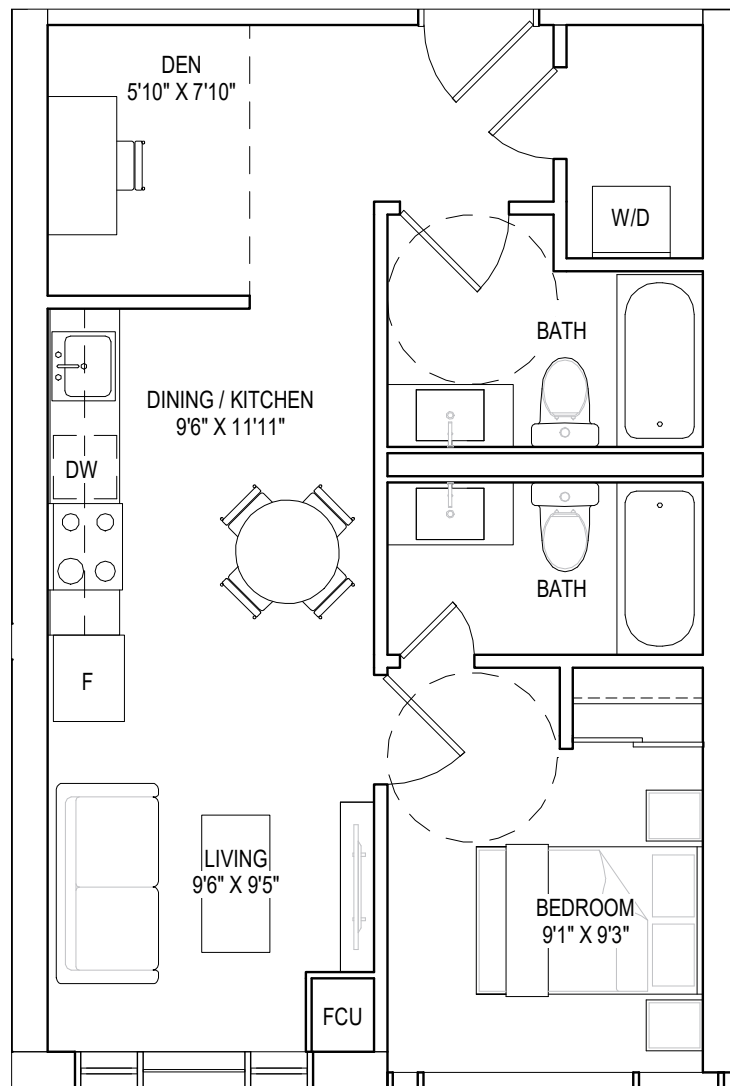 DEN
5'10" X 7'10"
W/D
BATH
DINING / KITCHEN
9'6" X 11'11"
DW
BATH
F
LIVING
9'6" X 9'5"
BEDROOM
9'1" X 9'3"
FCU